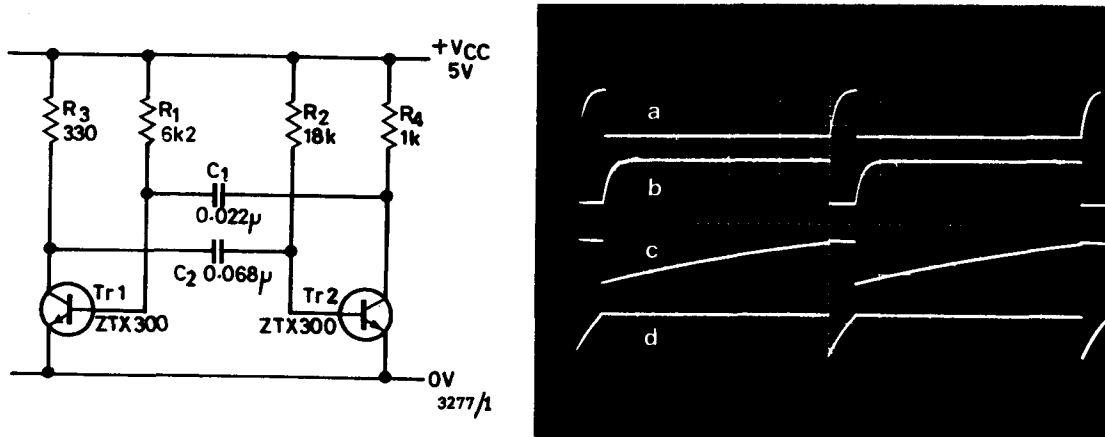 +VCC
5V
R3
330
R1
6k2
R2
18k
R4
1k
C1
0·022µ
C2 0·068µ
Tr1
ZTX300
Tr2
ZTX300
0V
3277/1
a
b
c
d